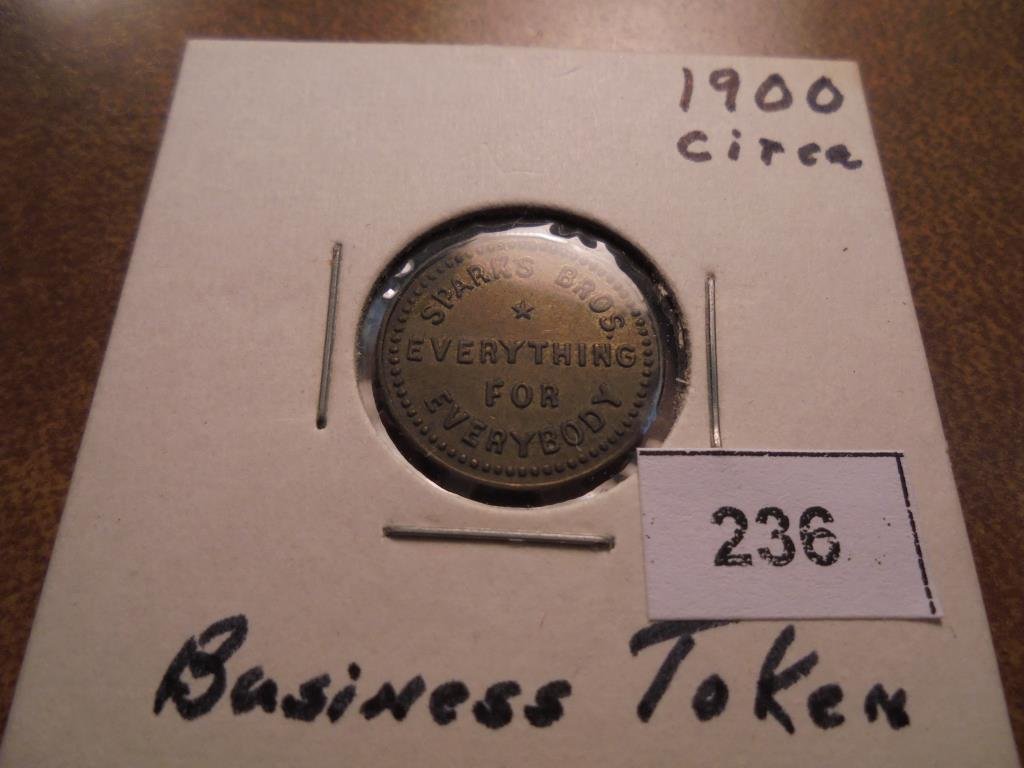 1900
Circa
SPARKS BROS.
★
EVERYTHING
FOR
EVERYBODY
236
Business Token